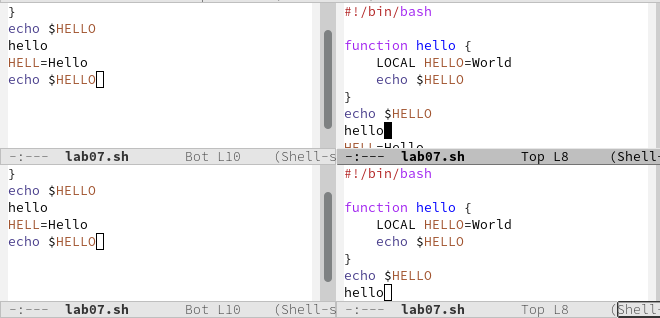 }
echo $HELLO
hello
HELL=Hello
echo $HELLO
-:--- lab07.sh Bot L10 (Shell-s
#!/bin/bash
function hello {
LOCAL HELLO=World
echo $HELLO
}
echo $HELLO
hello
HELL=Hello
-:--- lab07.sh Top L8 (Shell-
}
echo $HELLO
hello
HELL=Hello
echo $HELLO
-:--- lab07.sh Bot L10 (Shell-s
#!/bin/bash
function hello {
LOCAL HELLO=World
echo $HELLO
}
echo $HELLO
hello
-:--- lab07.sh Top L8 (Shell-